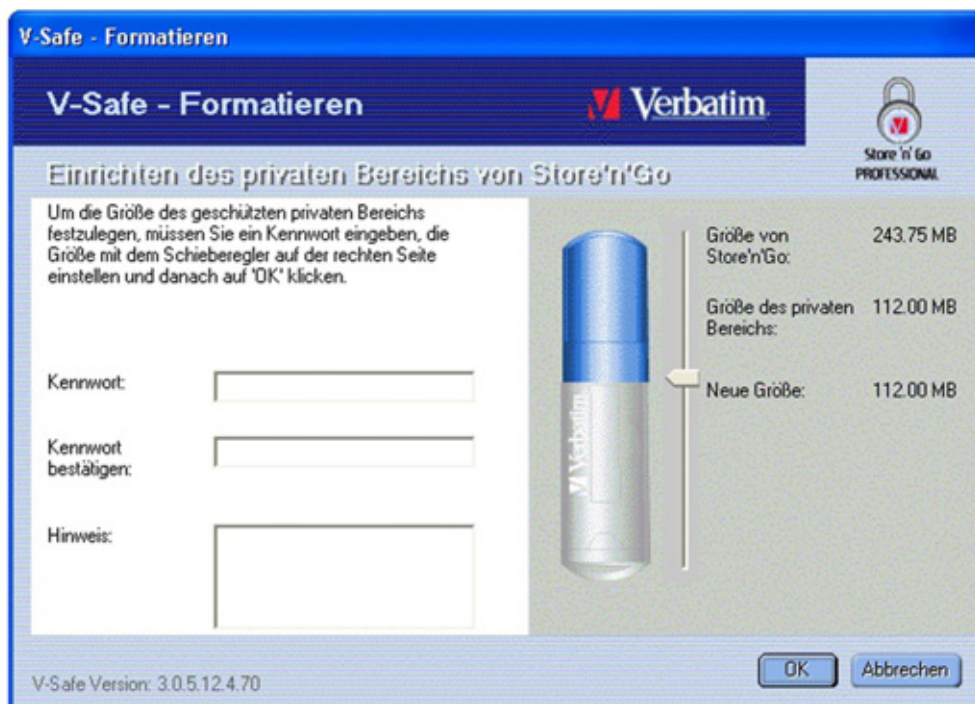 V-Safe - Formatieren
V-Safe - Formatieren
Verbatim
Store 'n' Go
PROFESSIONAL
Einrichten des privaten Bereichs von Store'n'Go
Um die Größe des geschützten privaten Bereichs
festzulegen, müssen Sie ein Kennwort eingeben, die
Größe mit dem Schieberegler auf der rechten Seite
einstellen und danach auf 'OK' klicken.
Kennwort:
Kennwort
bestätigen:
Hinweis:
Verbatim
Größe von Store'n'Go: 243.75 MB
Größe des privaten Bereichs: 112.00 MB
Neue Größe: 112.00 MB
V-Safe Version: 3.0.5.12.4.70
OK
Abbrechen